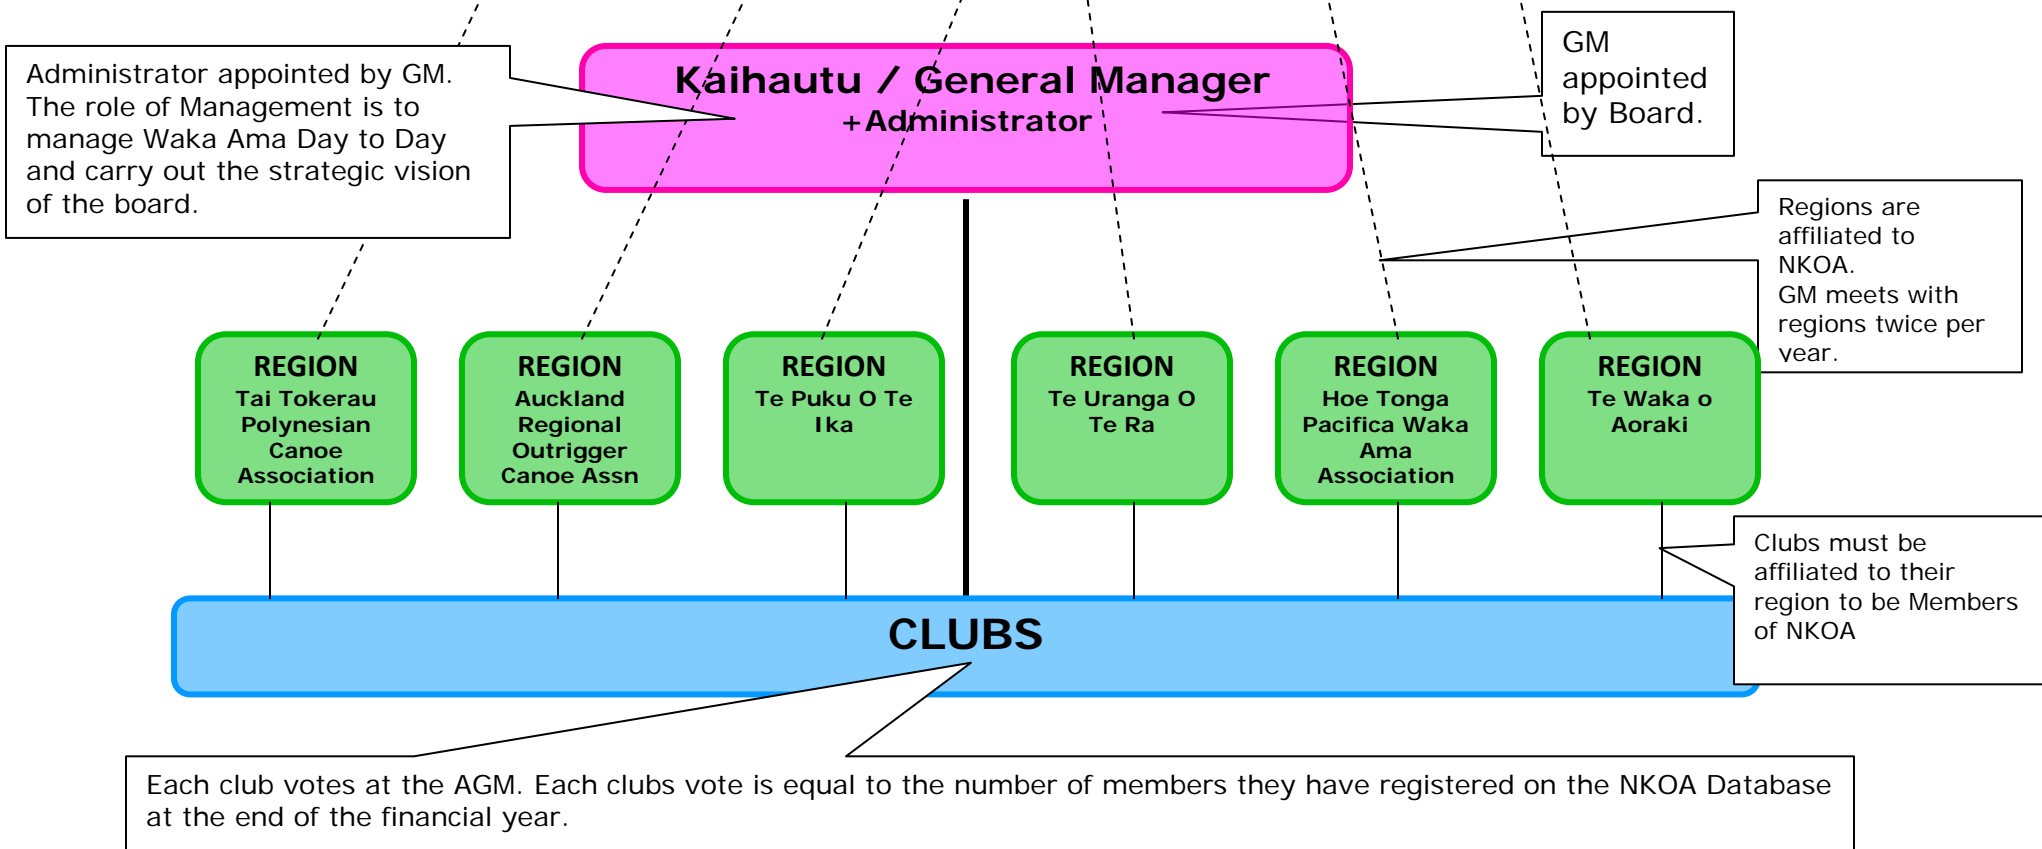 Administrator appointed by GM.
The role of Management is to
manage Waka Ama Day to Day
and carry out the strategic vision
of the board.
Kaihautu / General Manager
+Administrator
GM
appointed
by Board.
Regions are
affiliated to
NKOA.
GM meets with
regions twice per
year.
REGION
Tai Tokerau
Polynesian
Canoe
Association
REGION
Auckland
Regional
Outrigger
Canoe Assn
REGION
Te Puku O Te
Ika
REGION
Te Uranga O
Te Ra
REGION
Hoe Tonga
Pacifica Waka
Ama
Association
REGION
Te Waka o
Aoraki
Clubs must be
affiliated to their
region to be Members
of NKOA
CLUBS
Each club votes at the AGM. Each clubs vote is equal to the number of members they have registered on the NKOA Database
at the end of the financial year.